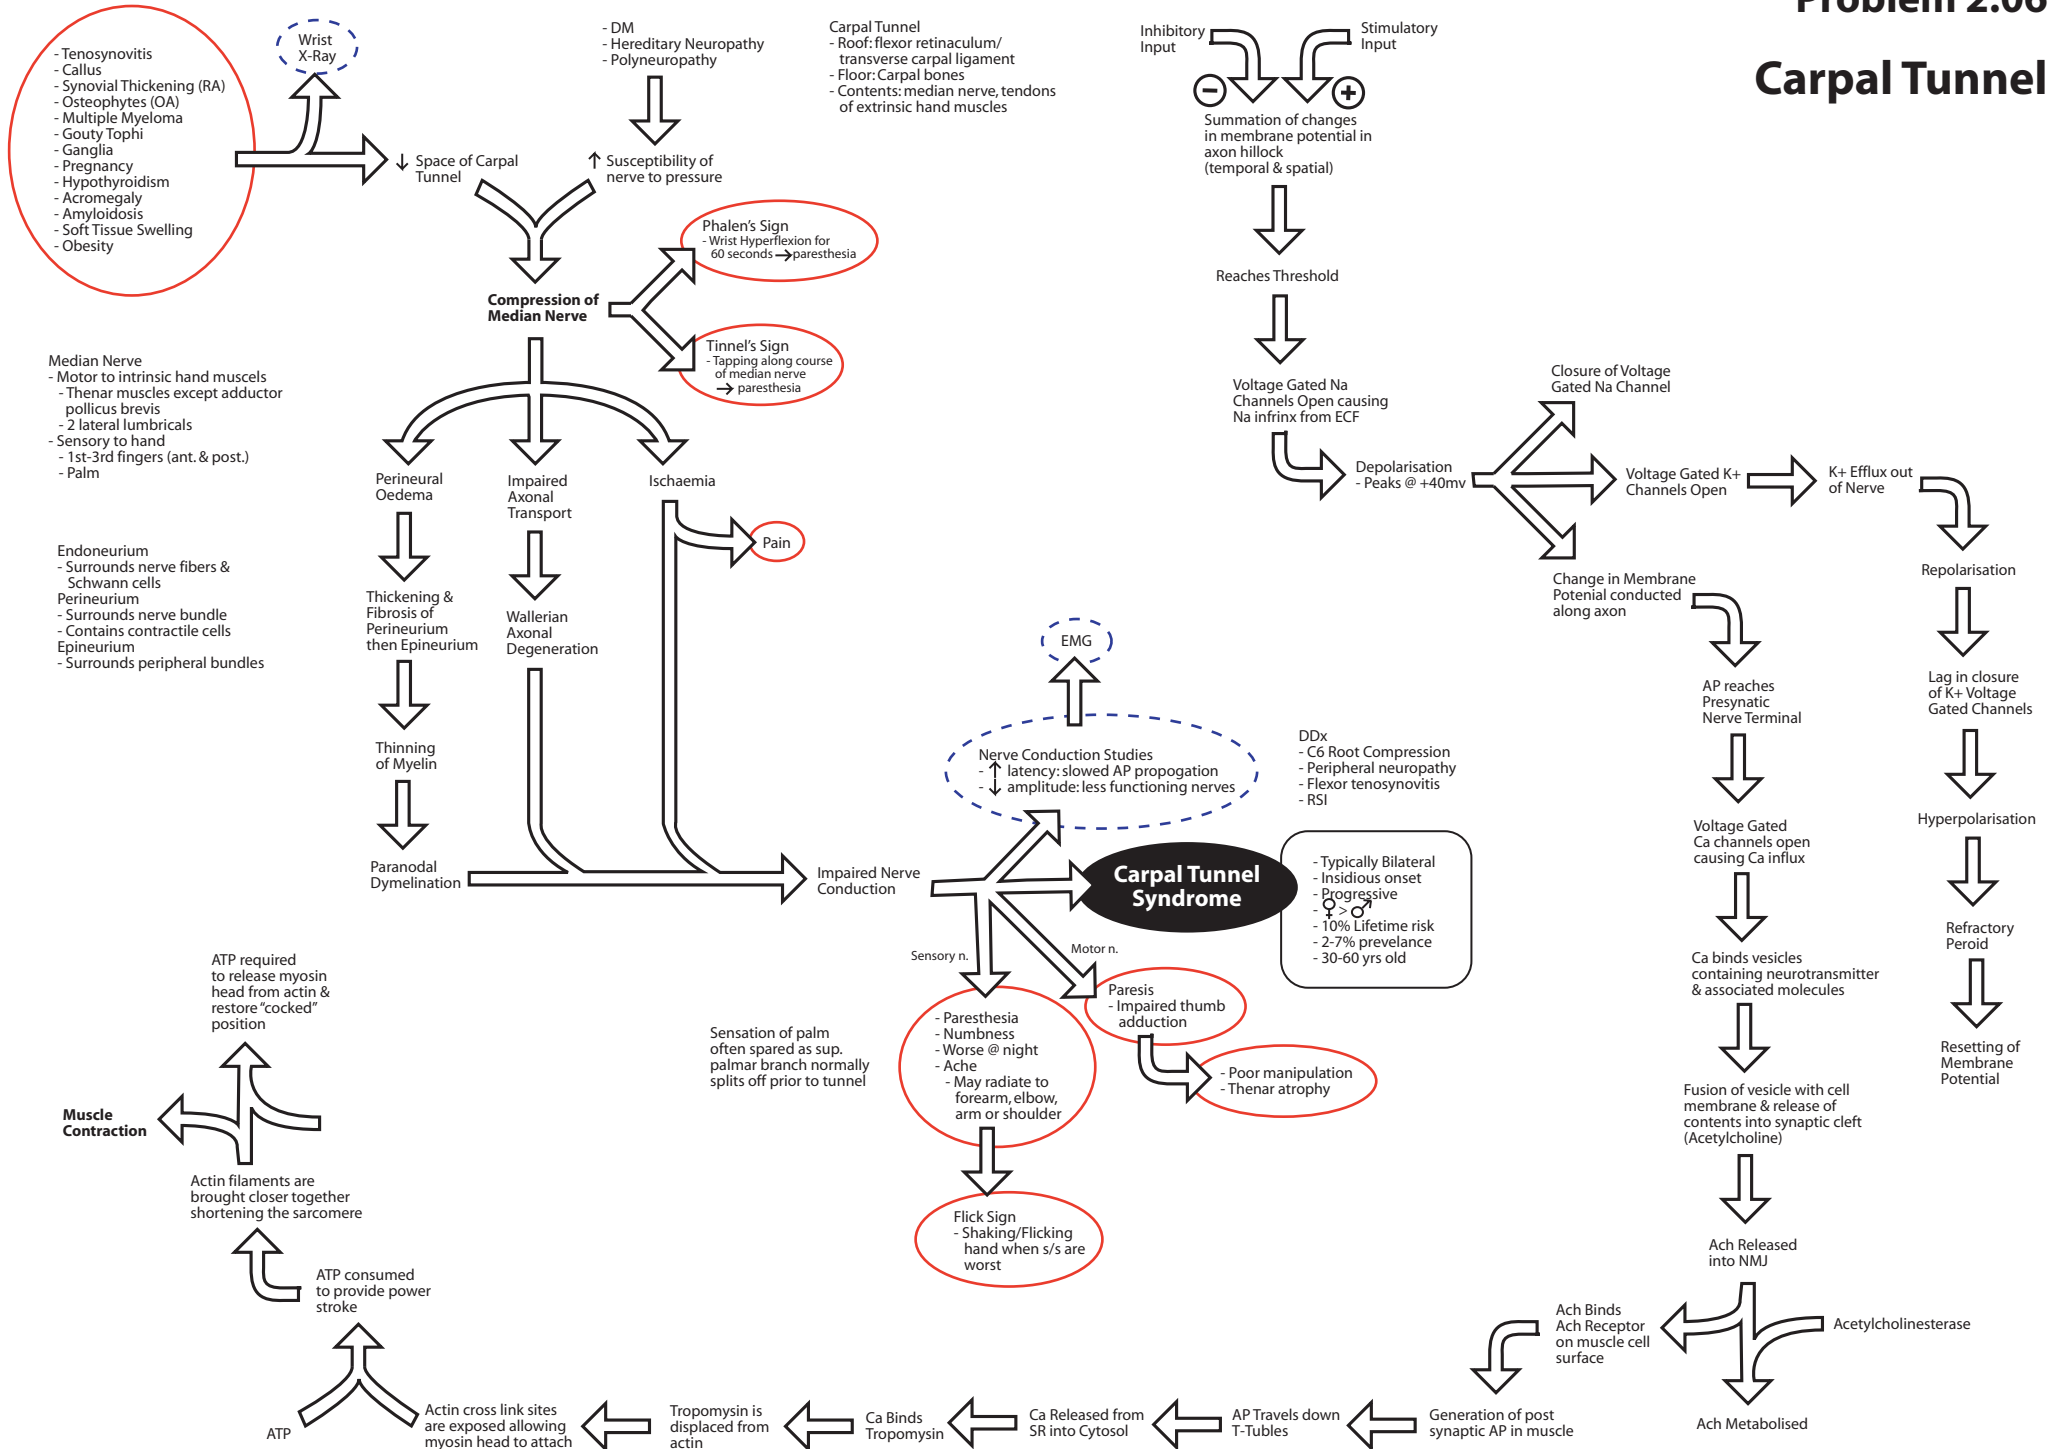 Problem 2.06
Carpal Tunnel
- Tenosynovitis
- Callus
- Synovial Thickening (RA)
- Osteophytes (OA)
- Multiple Myeloma
- Gouty Tophi
- Ganglia
- Pregnancy
- Hypothyroidism
- Acromegaly
- Amyloidosis
- Soft Tissue Swelling
- Obesity
Wrist
X-Ray
- DM
- Hereditary Neuropathy
- Polyneuropathy
Carpal Tunnel
- Roof: flexor retinaculum/
transverse carpal ligament
- Floor: Carpal bones
- Contents: median nerve, tendons
of extrinsic hand muscles
↓ Space of Carpal
Tunnel
↑ Susceptibility of
nerve to pressure
Phalen's Sign
- Wrist Hyperflexion for
60 seconds → paresthesia
Compression of
Median Nerve
Tinnel's Sign
- Tapping along course
of median nerve
→ paresthesia
Median Nerve
- Motor to intrinsic hand muscels
- Thenar muscles except adductor
pollicus brevis
- 2 lateral lumbricals
- Sensory to hand
- 1st-3rd fingers (ant. & post.)
- Palm
Perineural
Oedema
Impaired
Axonal
Transport
Ischaemia
Pain
Endoneurium
- Surrounds nerve fibers &
Schwann cells
Perineurium
- Surrounds nerve bundle
- Contains contractile cells
Epineurium
- Surrounds peripheral bundles
Thickening &
Fibrosis of
Perineurium
then Epineurium
Wallerian
Axonal
Degeneration
Thinning
of Myelin
Paranodal
Dymelination
Impaired Nerve
Conduction
EMG
Nerve Conduction Studies
- ↑ latency: slowed AP propogation
- ↓ amplitude: less functioning nerves
DDx
- C6 Root Compression
- Peripheral neuropathy
- Flexor tenosynovitis
- RSI
Carpal Tunnel
Syndrome
- Typically Bilateral
- Insidious onset
- Progressive
- ♀ > ♂
- 10% Lifetime risk
- 2-7% prevelance
- 30-60 yrs old
Sensory n.
Motor n.
Paresis
- Impaired thumb
adduction
- Poor manipulation
- Thenar atrophy
Sensation of palm
often spared as sup.
palmar branch normally
splits off prior to tunnel
- Paresthesia
- Numbness
- Worse @ night
- Ache
- May radiate to
forearm, elbow,
arm or shoulder
Flick Sign
- Shaking/Flicking
hand when s/s are
worst
Inhibitory
Input
Stimulatory
Input
−
+
Summation of changes
in membrane potential in
axon hillock
(temporal & spatial)
Reaches Threshold
Voltage Gated Na
Channels Open causing
Na infrinx from ECF
Depolarisation
- Peaks @ +40mv
Closure of Voltage
Gated Na Channel
Voltage Gated K+
Channels Open
K+ Efflux out
of Nerve
Repolarisation
Lag in closure
of K+ Voltage
Gated Channels
Hyperpolarisation
Refractory
Peroid
Resetting of
Membrane
Potential
Change in Membrane
Potenial conducted
along axon
AP reaches
Presynatic
Nerve Terminal
Voltage Gated
Ca channels open
causing Ca influx
Ca binds vesicles
containing neurotransmitter
& associated molecules
Fusion of vesicle with cell
membrane & release of
contents into synaptic cleft
(Acetylcholine)
Ach Released
into NMJ
Acetylcholinesterase
Ach Metabolised
Ach Binds
Ach Receptor
on muscle cell
surface
Generation of post
synaptic AP in muscle
AP Travels down
T-Tubles
Ca Released from
SR into Cytosol
Ca Binds
Tropomysin
Tropomysin is
displaced from
actin
Actin cross link sites
are exposed allowing
myosin head to attach
ATP
ATP consumed
to provide power
stroke
Actin filaments are
brought closer together
shortening the sarcomere
Muscle
Contraction
ATP required
to release myosin
head from actin &
restore "cocked"
position